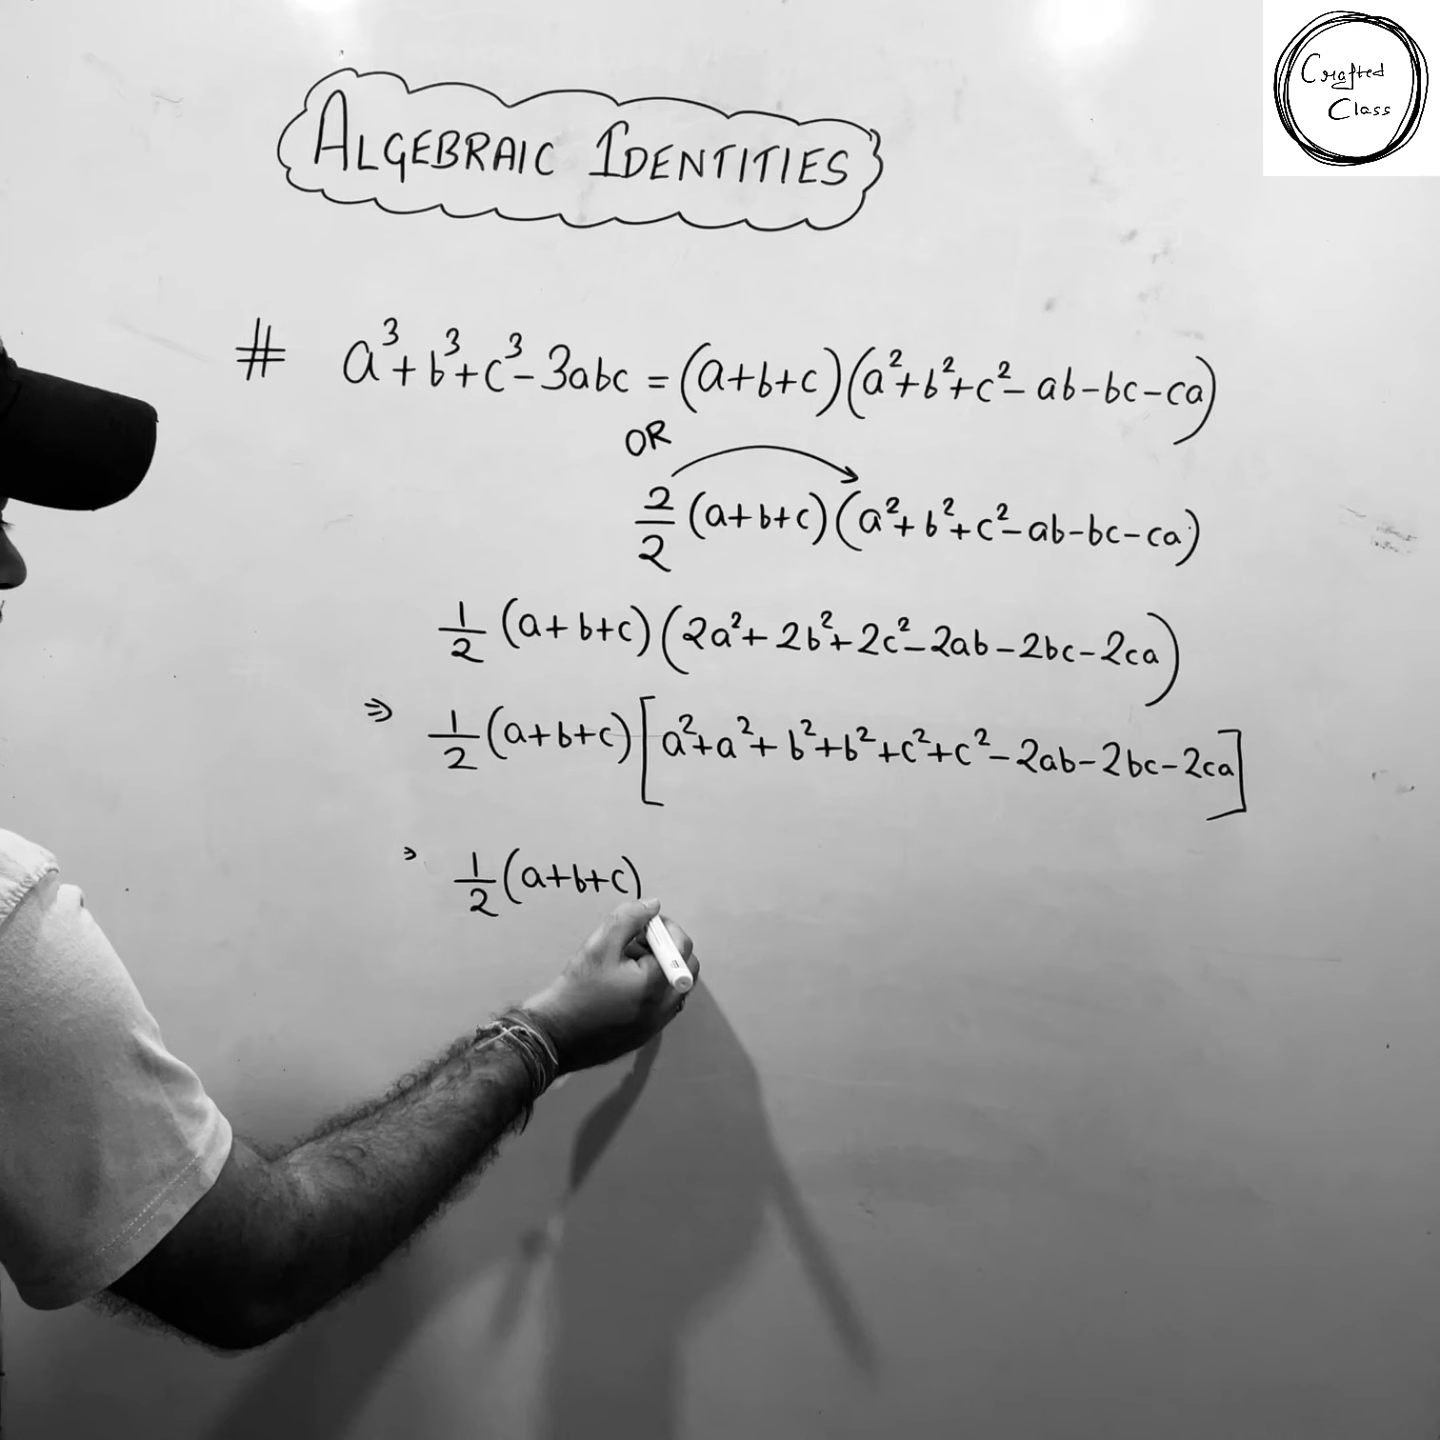 Crafted
Class
ALGEBRAIC IDENTITIES
# a³+b³+c³-3abc = (a+b+c)(a²+b²+c²-ab-bc-ca)
OR
2/2 (a+b+c)(a²+b²+c²-ab-bc-ca)
1/2 (a+b+c)(2a²+2b²+2c²-2ab-2bc-2ca)
⇒ 1/2 (a+b+c)[a²+a²+b²+b²+c²+c²-2ab-2bc-2ca]
⇒ 1/2 (a+b+c)